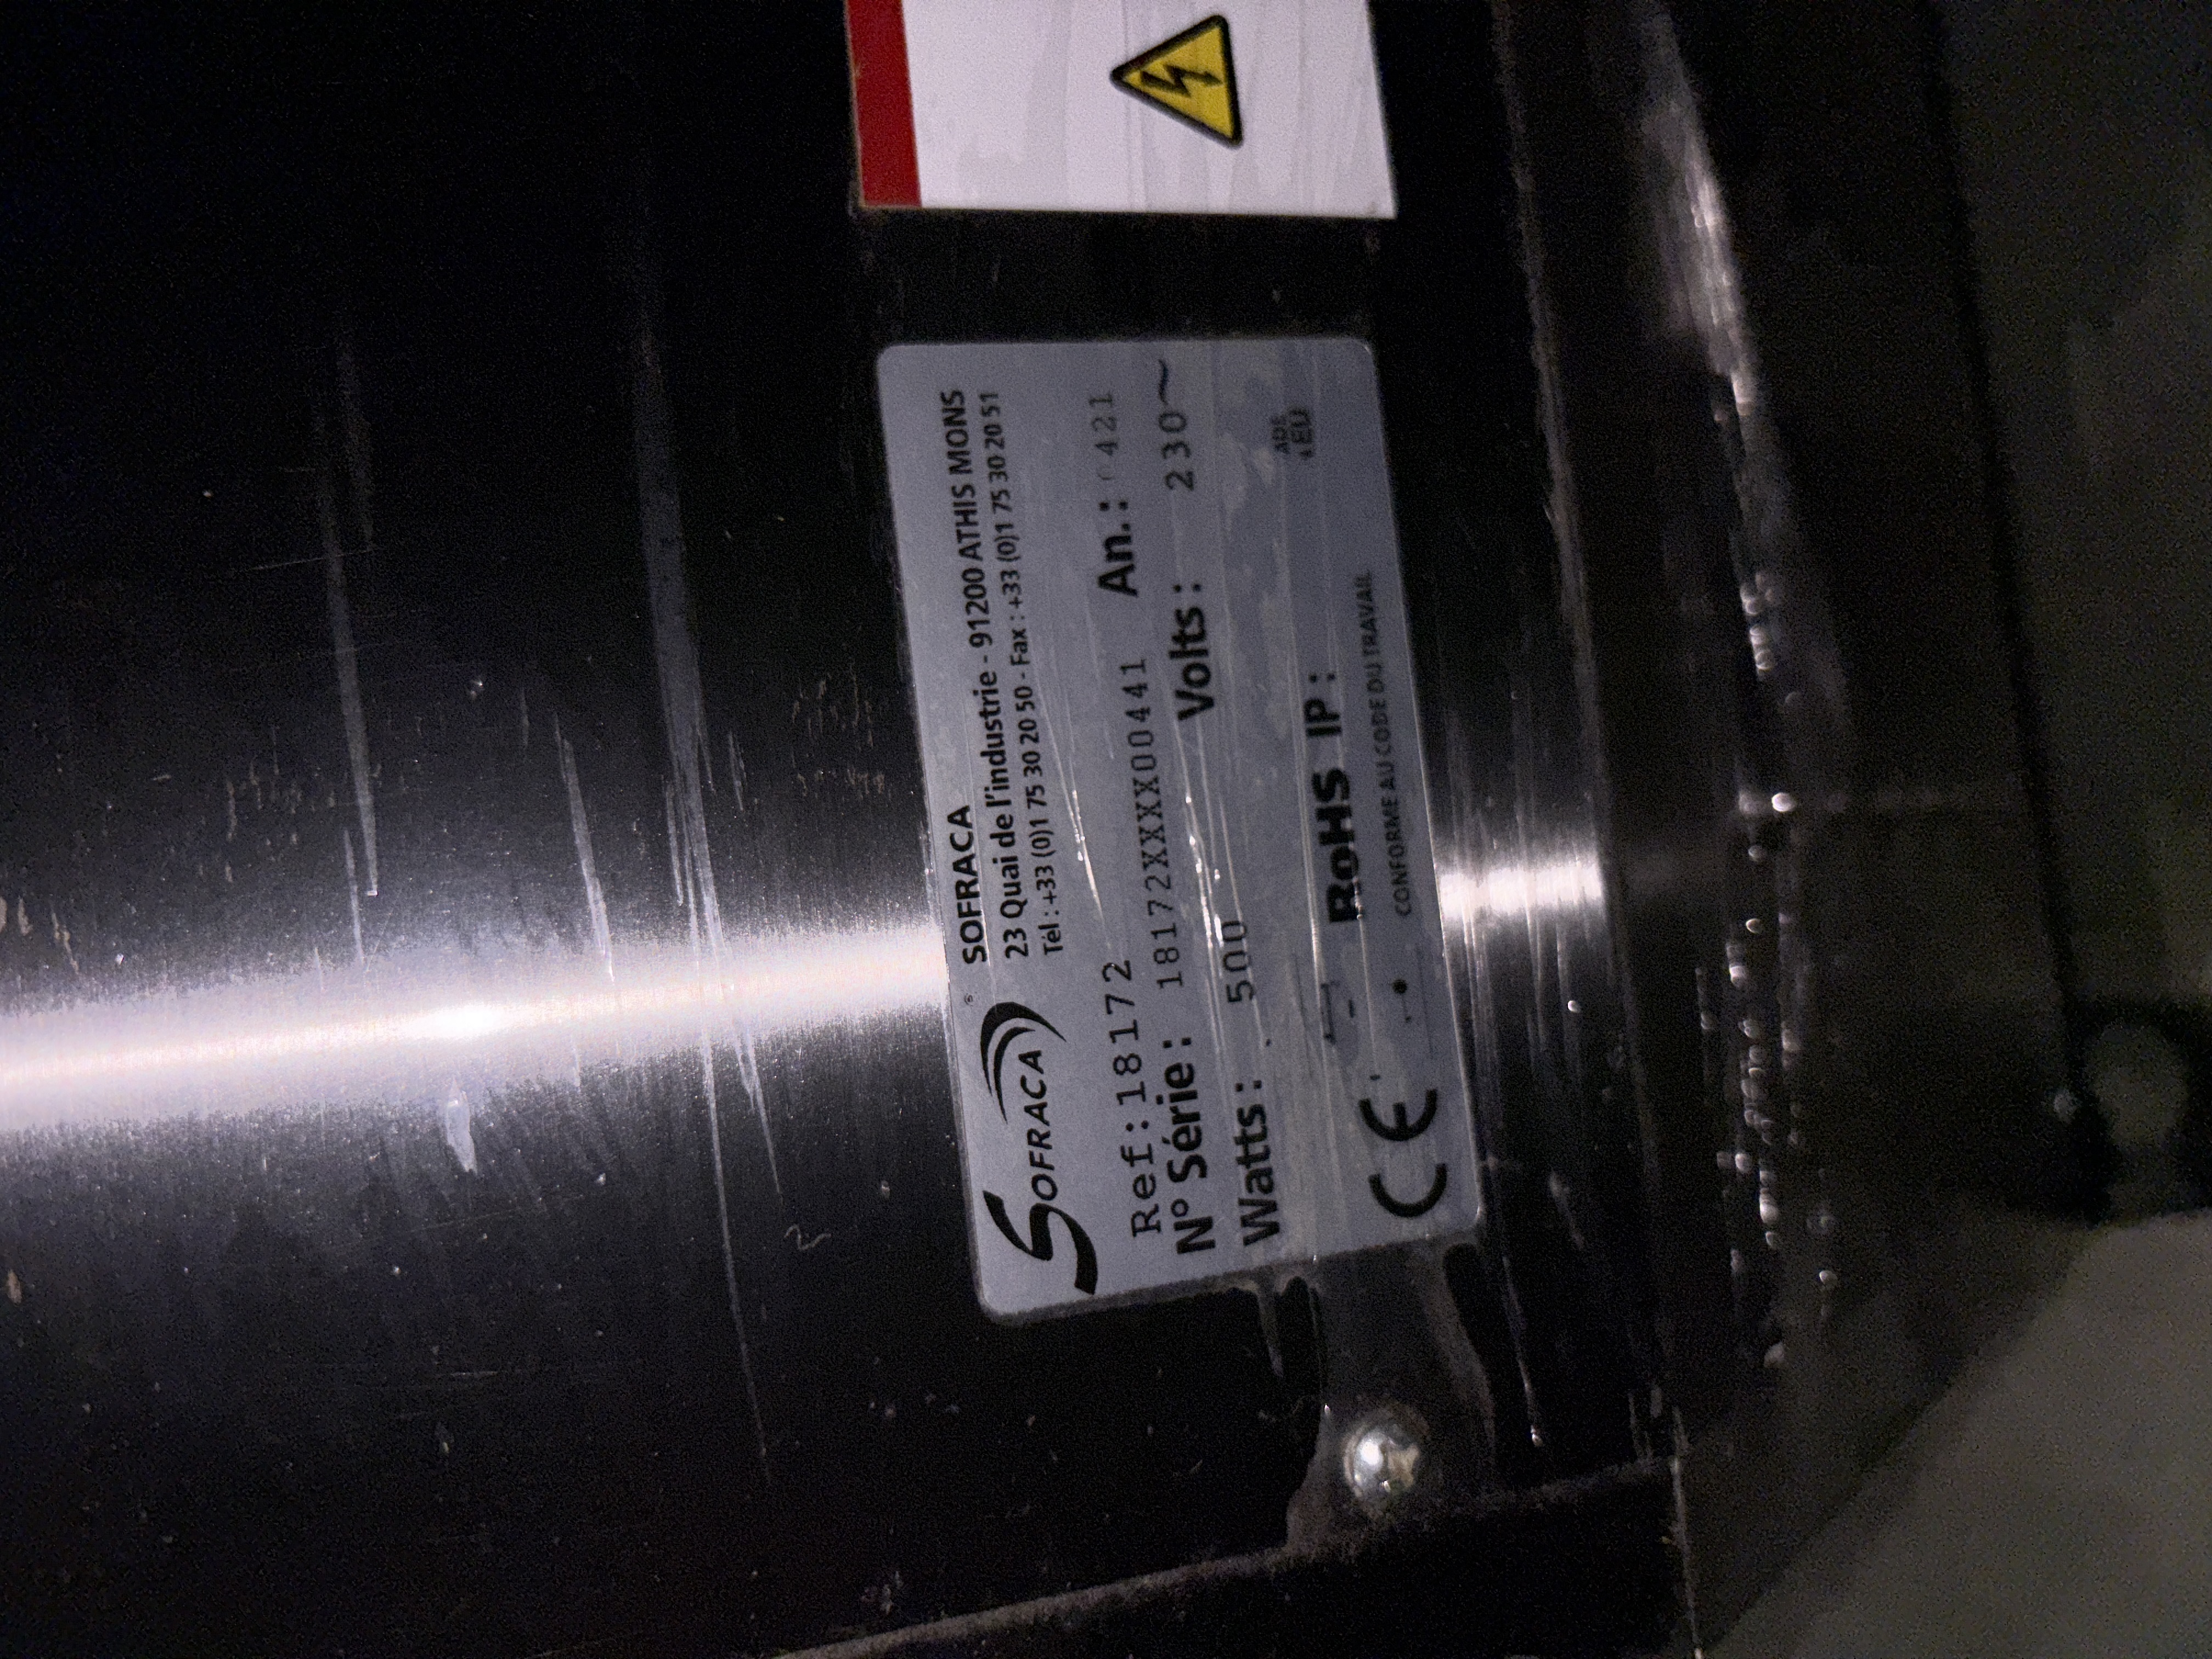 SOFRACA ®
SOFRACA
23 Quai de l'industrie - 91200 ATHIS MONS
Tél : +33 (0)1 75 30 20 50 - Fax : +33 (0)1 75 30 20 51
Ref:18172
N° Série : 18172XXXX00441 An. : 421
Watts : 500 Volts : 230~
RoHS IP :
CE CONFORME AU CODE DU TRAVAIL